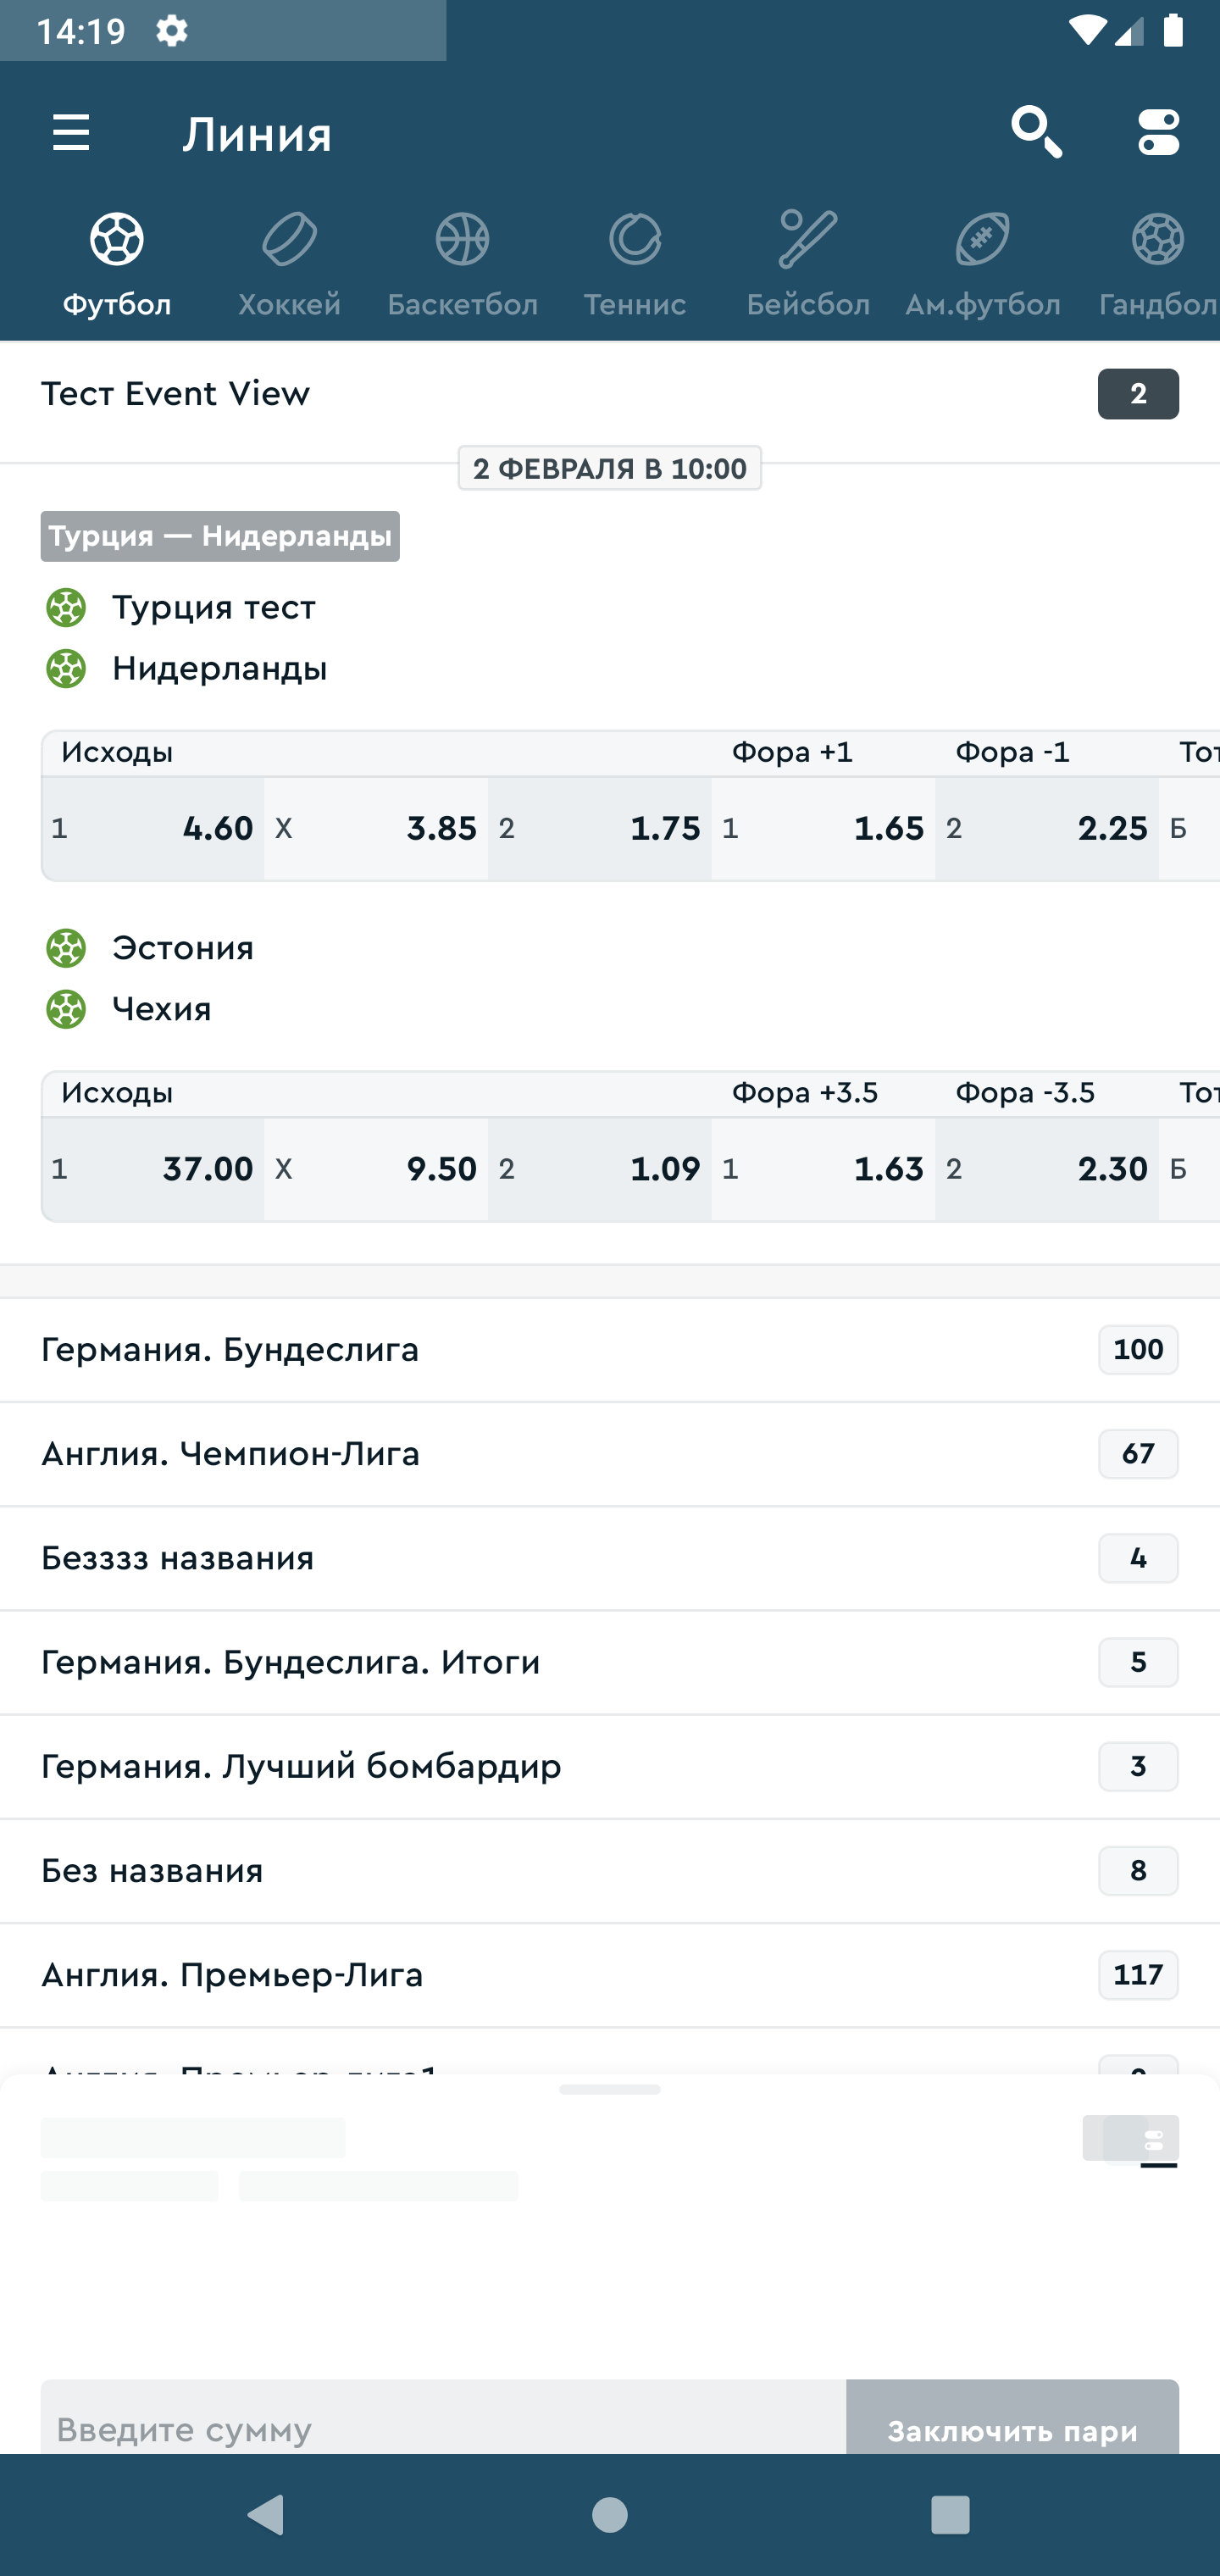 14:19
Линия
Футбол Хоккей Баскетбол Теннис Бейсбол Ам.футбол Гандбол
Тест Event View 2
2 ФЕВРАЛЯ В 10:00
Турция — Нидерланды
Турция тест
Нидерланды
Исходы Фора +1 Фора -1 Тот
1 4.60 X 3.85 2 1.75 1 1.65 2 2.25 Б
Эстония
Чехия
Исходы Фора +3.5 Фора -3.5 Тот
1 37.00 X 9.50 2 1.09 1 1.63 2 2.30 Б
Германия. Бундеслига 100
Англия. Чемпион-Лига 67
Безззз названия 4
Германия. Бундеслига. Итоги 5
Германия. Лучший бомбардир 3
Без названия 8
Англия. Премьер-Лига 117
Англия. Премьер-лига1
Введите сумму Заключить пари